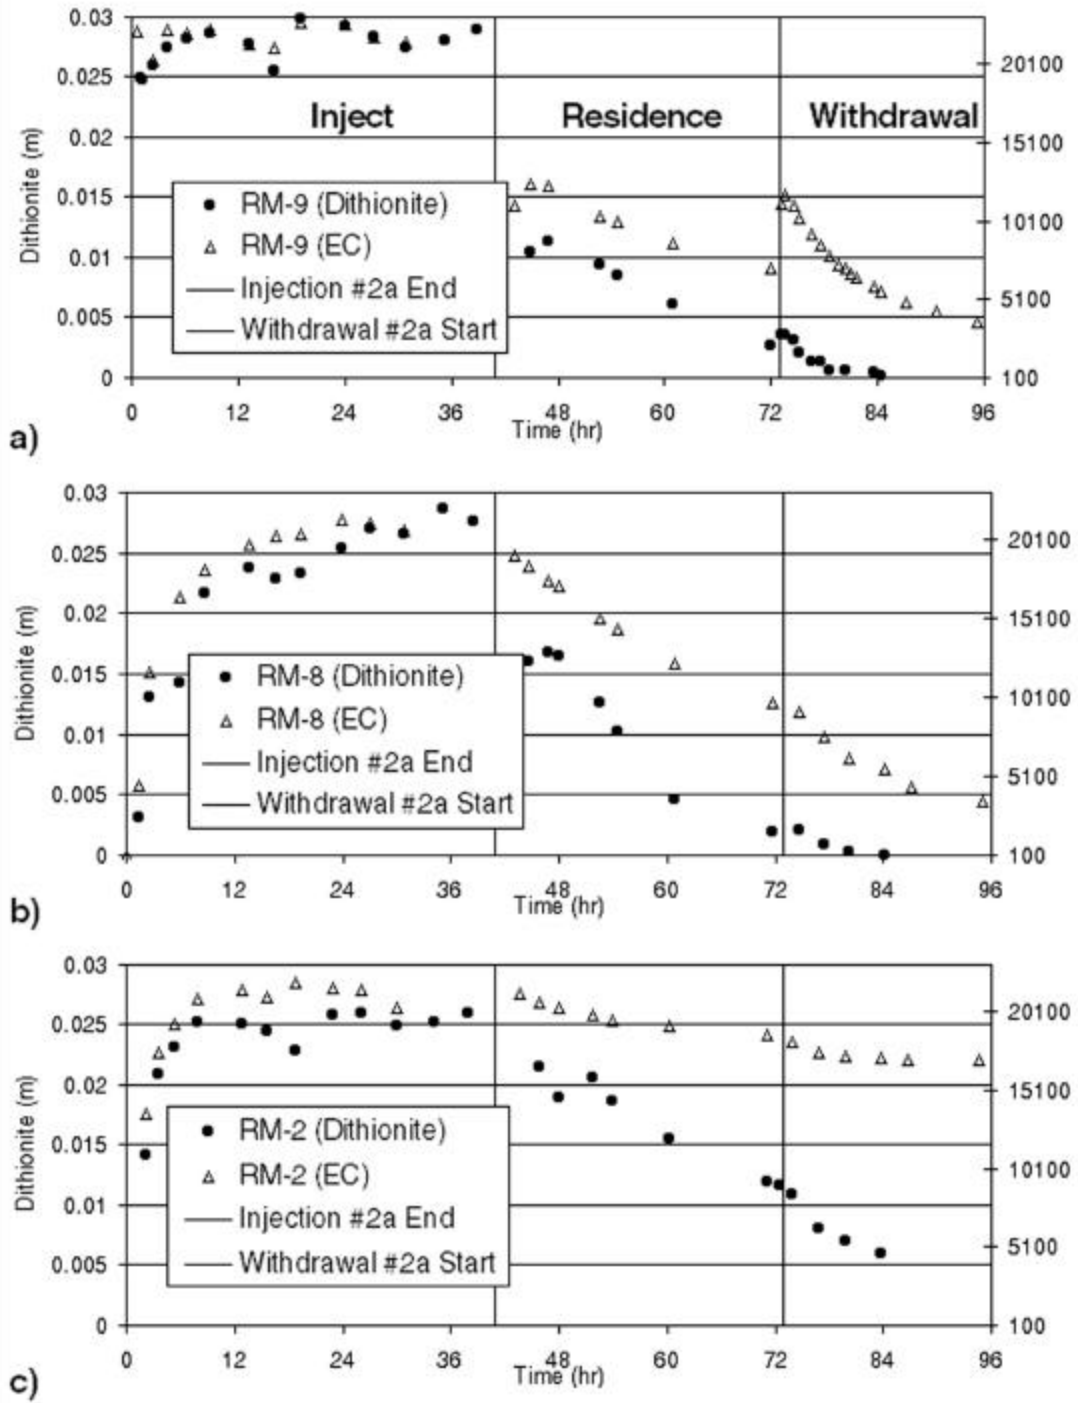 0.03
0.025
20100
Inject Residence Withdrawal
0.02
15100
Dithionite (m)
0.015
RM-9 (Dithionite)
10100
RM-9 (EC)
0.01
Injection #2a End
5100
0.005
Withdrawal #2a Start
0 100
0 12 24 36 48 60 72 84 96
Time (hr)
a)
0.03
20100
0.025
0.02
15100
Dithionite (m)
0.015
RM-8 (Dithionite)
10100
RM-8 (EC)
0.01
Injection #2a End
5100
0.005
Withdrawal #2a Start
0 100
0 12 24 36 48 60 72 84 96
Time (hr)
b)
0.03
20100
0.025
0.02
15100
Dithionite (m)
RM-2 (Dithionite)
0.015
10100
RM-2 (EC)
0.01
Injection #2a End
5100
0.005
Withdrawal #2a Start
0 100
0 12 24 36 48 60 72 84 96
Time (hr)
c)